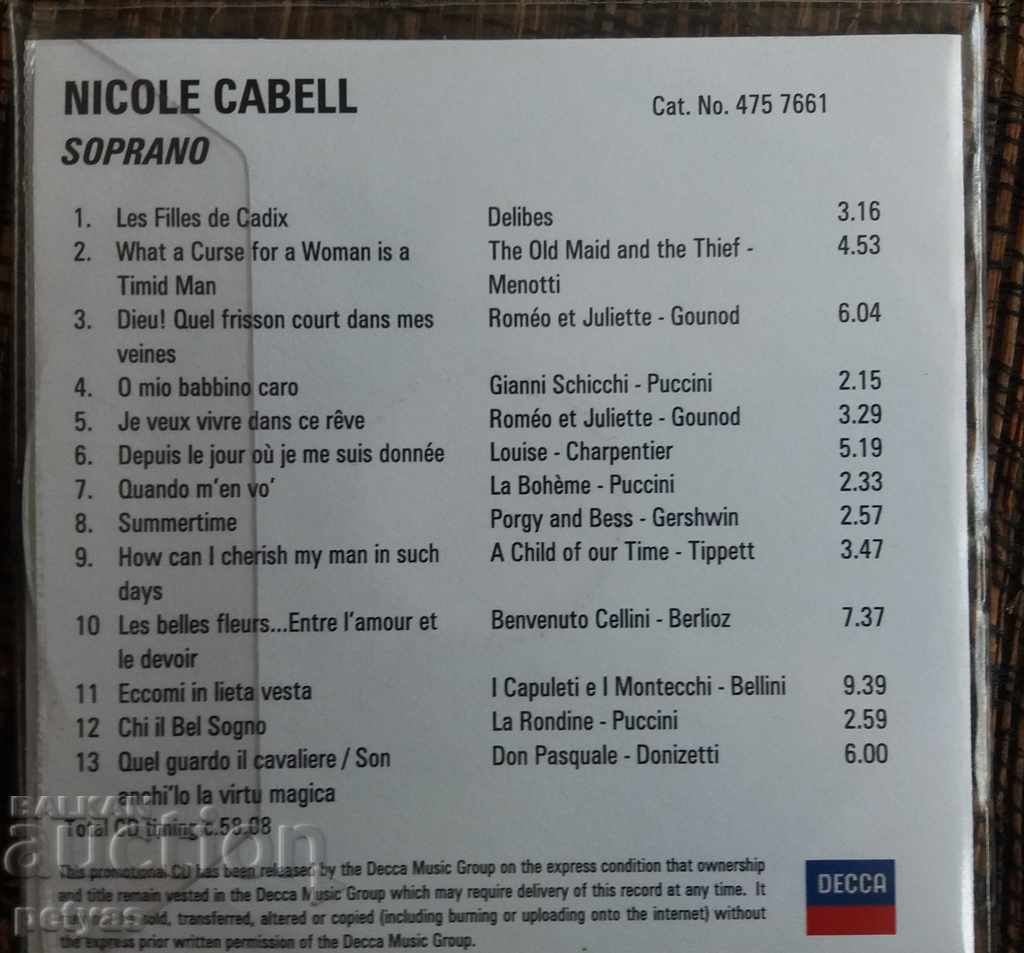 NICOLE CABELL
Cat. No. 475 7661
SOPRANO
1. Les Filles de Cadix Delibes 3.16
2. What a Curse for a Woman is a The Old Maid and the Thief - 4.53
Timid Man Menotti
3. Dieu! Quel frisson court dans mes Roméo et Juliette - Gounod 6.04
veines
4. O mio babbino caro Gianni Schicchi - Puccini 2.15
5. Je veux vivre dans ce rêve Roméo et Juliette - Gounod 3.29
6. Depuis le jour où je me suis donnée Louise - Charpentier 5.19
7. Quando m'en vo' La Bohème - Puccini 2.33
8. Summertime Porgy and Bess - Gershwin 2.57
9. How can I cherish my man in such A Child of our Time - Tippett 3.47
days
10 Les belles fleurs...Entre l'amour et Benvenuto Cellini - Berlioz 7.37
le devoir
11 Eccomi in lieta vesta I Capuleti e I Montecchi - Bellini 9.39
12 Chi il Bel Sogno La Rondine - Puccini 2.59
13 Quel guardo il cavaliere / Son Don Pasquale - Donizetti 6.00
anchi'lo la virtu magica
Total CD timing c.58.08
BALKAN
auction
This promotional CD has been released by the Decca Music Group on the express condition that ownership
and title remain vested in the Decca Music Group which may require delivery of this record at any time. It
sold, transferred, altered or copied (including burning or uploading onto the internet) without
the express prior written permission of the Decca Music Group.
DECCA